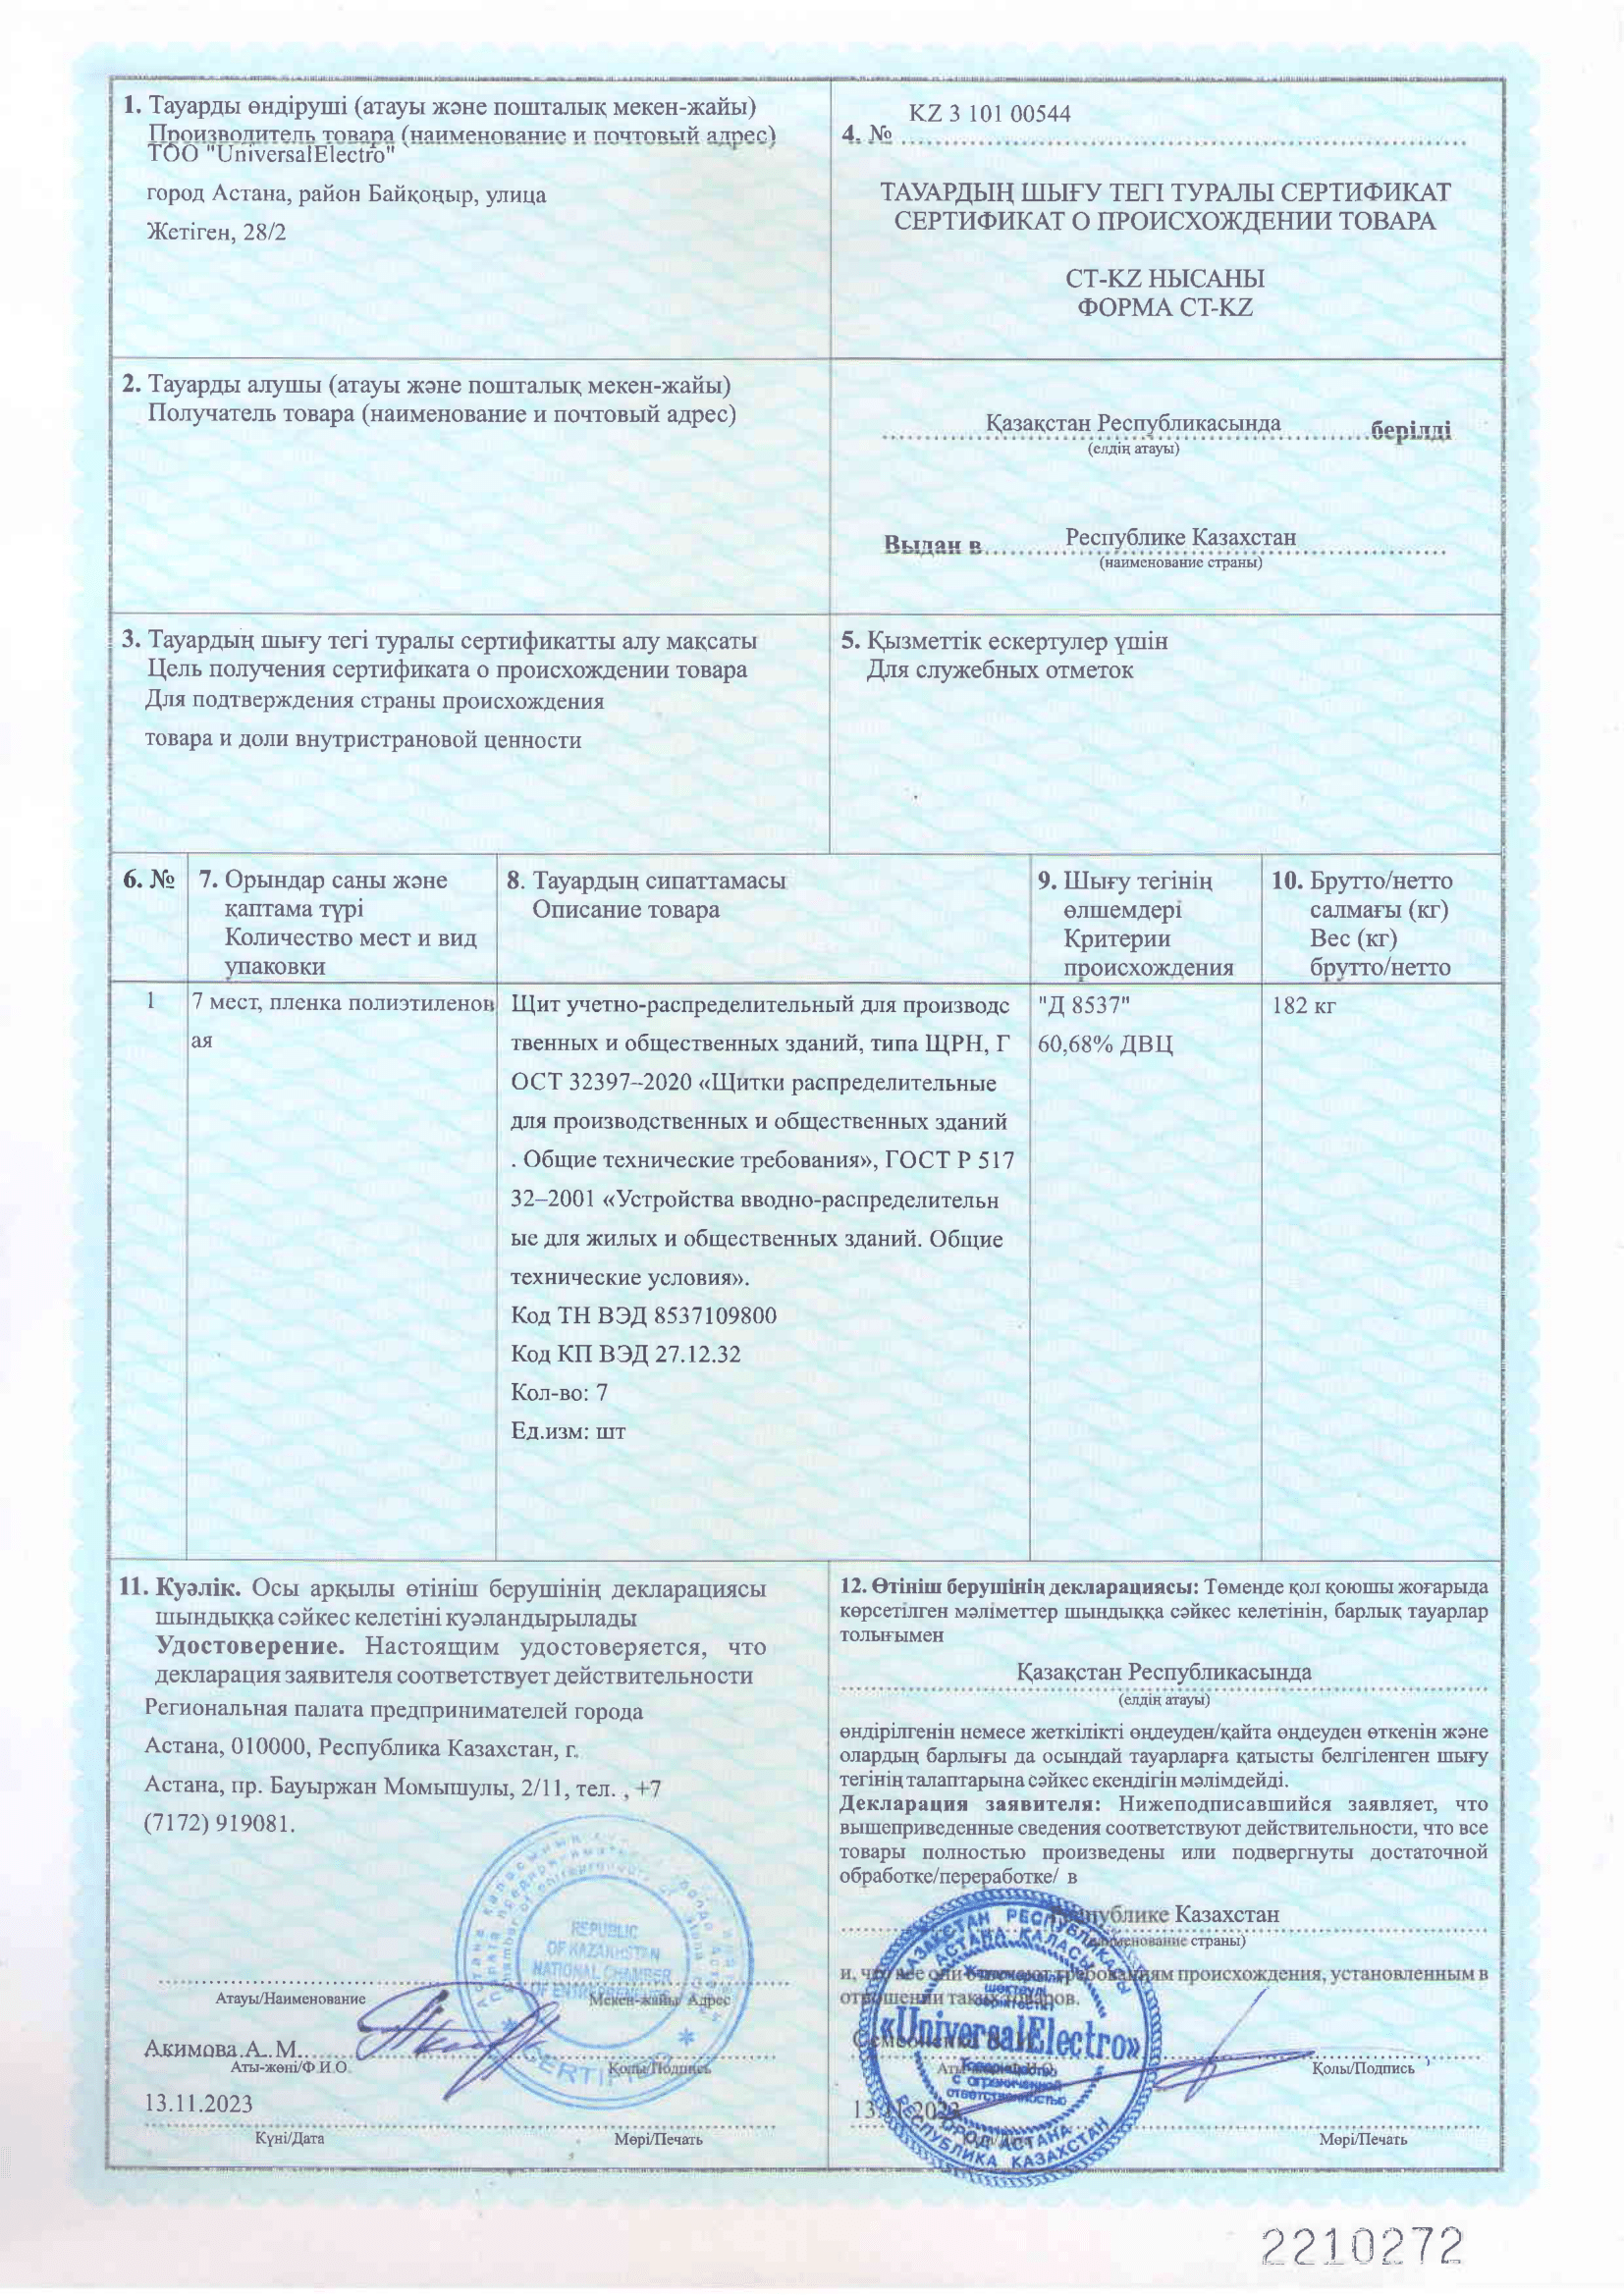 1. Тауарды өндіруші (атауы және пошталық мекен-жайы)
Производитель товара (наименование и почтовый адрес)
ТОО "UniversalElectro"
город Астана, район Байқоңыр, улица
Жетіген, 28/2
KZ 3 101 00544
4. №
ТАУАРДЫҢ ШЫҒУ ТЕГІ ТУРАЛЫ СЕРТИФИКАТ
СЕРТИФИКАТ О ПРОИСХОЖДЕНИИ ТОВАРА
СТ-KZ НЫСАНЫ
ФОРМА СТ-KZ
2. Тауарды алушы (атауы және пошталық мекен-жайы)
Получатель товара (наименование и почтовый адрес)
Қазақстан Республикасында берілді
(елдің атауы)
Выдан в Республике Казахстан
(наименование страны)
3. Тауардың шығу тегі туралы сертификатты алу мақсаты
Цель получения сертификата о происхождении товара
Для подтверждения страны происхождения
товара и доли внутристрановой ценности
5. Қызметтік ескертулер үшін
Для служебных отметок
6. №
7. Орындар саны және
қаптама түрі
Количество мест и вид
упаковки
8. Тауардың сипаттамасы
Описание товара
9. Шығу тегінің
өлшемдері
Критерии
происхождения
10. Брутто/нетто
салмағы (кг)
Вес (кг)
брутто/нетто
1
7 мест, пленка полиэтиленов
ая
Щит учетно-распределительный для производс
твенных и общественных зданий, типа ЩРН, Г
ОСТ 32397–2020 «Щитки распределительные
для производственных и общественных зданий
. Общие технические требования», ГОСТ Р 517
32–2001 «Устройства вводно-распределительн
ые для жилых и общественных зданий. Общие
технические условия».
Код ТН ВЭД 8537109800
Код КП ВЭД 27.12.32
Кол-во: 7
Ед.изм: шт
"Д 8537"
60,68% ДВЦ
182 кг
11. Куәлік. Осы арқылы өтініш берушінің декларациясы
шындыққа сәйкес келетіні куәландырылады
Удостоверение. Настоящим удостоверяется, что
декларация заявителя соответствует действительности
Региональная палата предпринимателей города
Астана, 010000, Республика Казахстан, г.
Астана, пр. Бауыржан Момышулы, 2/11, тел. , +7
(7172) 919081.
REPUBLIC
OF KAZAKHSTAN
NATIONAL CHAMBER
OF ENTREPRENEURS
Атауы/Наименование
Мекен-жайы/ Адрес
Акимова А. М.
Аты-жөні/Ф.И.О.
Қолы/Подпись
13.11.2023
Күні/Дата
Мөрі/Печать
12. Өтініш берушінің декларациясы: Төменде қол қоюшы жоғарыда
көрсетілген мәліметтер шындыққа сәйкес келетінін, барлық тауарлар
толығымен
Қазақстан Республикасында
(елдің атауы)
өндірілгенін немесе жеткілікті өңдеуден/қайта өңдеуден өткенін және
олардың барлығы да осындай тауарларға қатысты белгіленген шығу
тегінің талаптарына сәйкес екендігін мәлімдейді.
Декларация заявителя: Нижеподписавшийся заявляет, что
вышеприведенные сведения соответствуют действительности, что все
товары полностью произведены или подвергнуты достаточной
обработке/переработке/ в
Республике Казахстан
(наименование страны)
и, что все они отвечают требованиям происхождения, установленным в
отношении таких товаров.
«UniversalElectro»
с ограниченной
ответственностью
ГОРОД АСТАНА
РЕСПУБЛИКА КАЗАХСТАН
Қолы/Подпись
13.11.2023
Мөрі/Печать
2210272